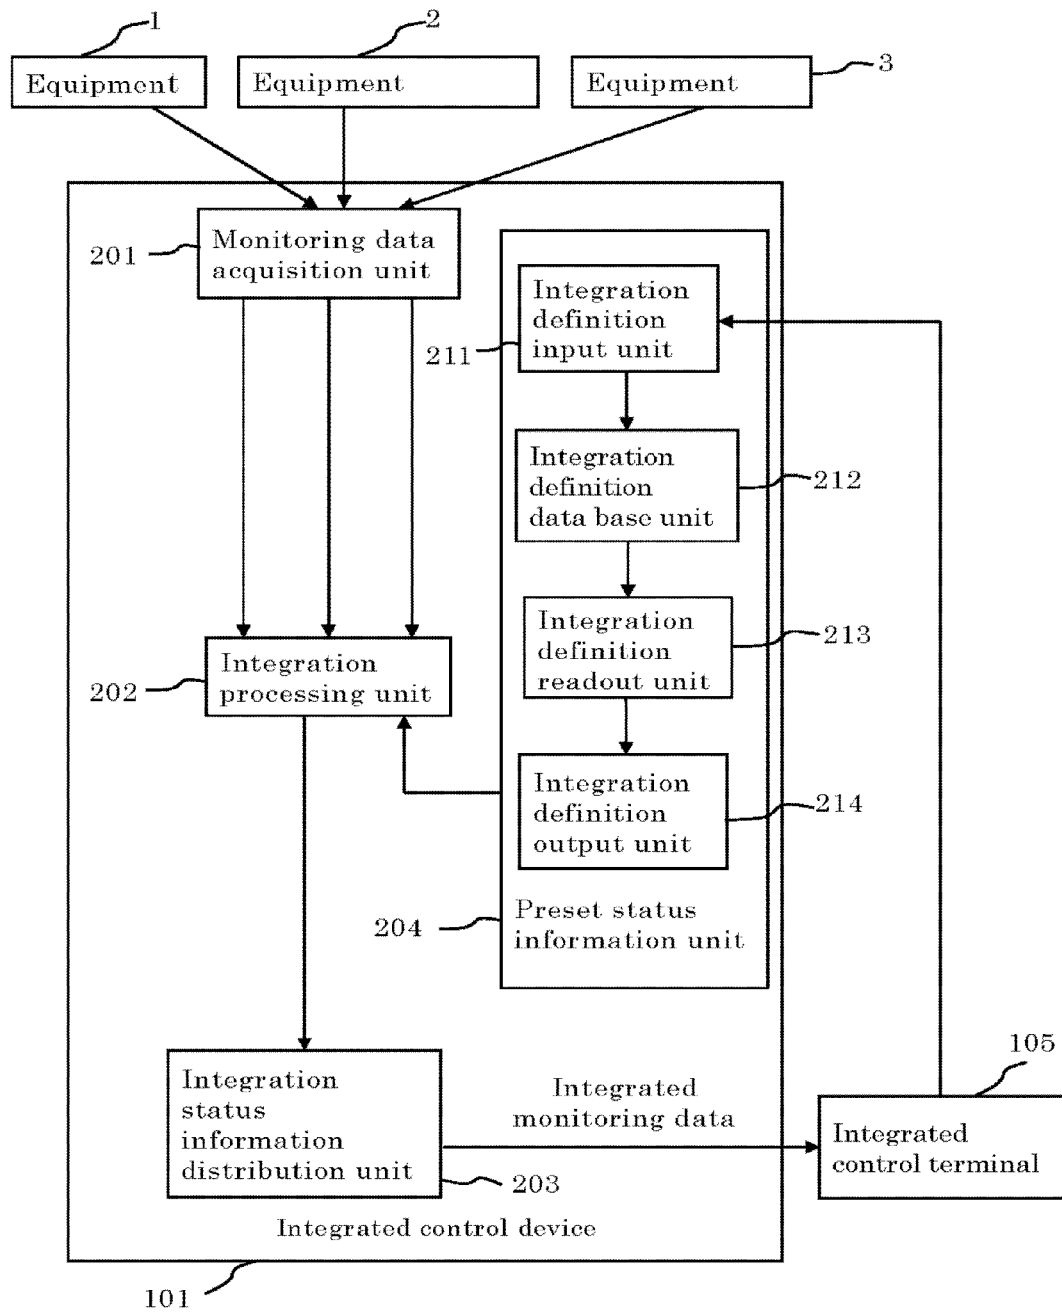 1
2
3
Equipment
Equipment
Equipment
201
Monitoring data
acquisition unit
Integration
definition
input unit
211
Integration
definition
data base unit
212
Integration
definition
readout unit
213
202
Integration
processing unit
Integration
definition
output unit
214
204
Preset status
information unit
Integration
status
information
distribution unit
203
Integrated
monitoring data
105
Integrated
control terminal
Integrated control device
101